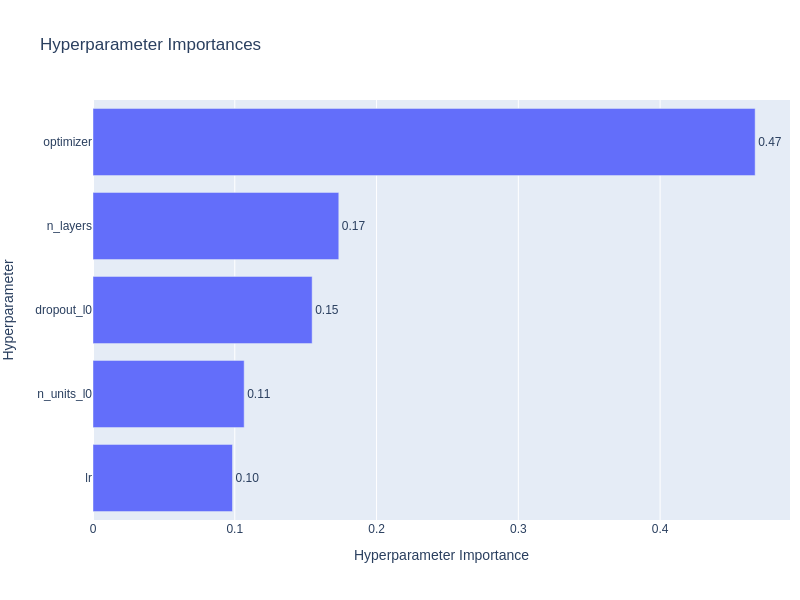 Hyperparameter Importances
Hyperparameter
optimizer 0.47
n_layers 0.17
dropout_l0 0.15
n_units_l0 0.11
lr 0.10
0 0.1 0.2 0.3 0.4
Hyperparameter Importance